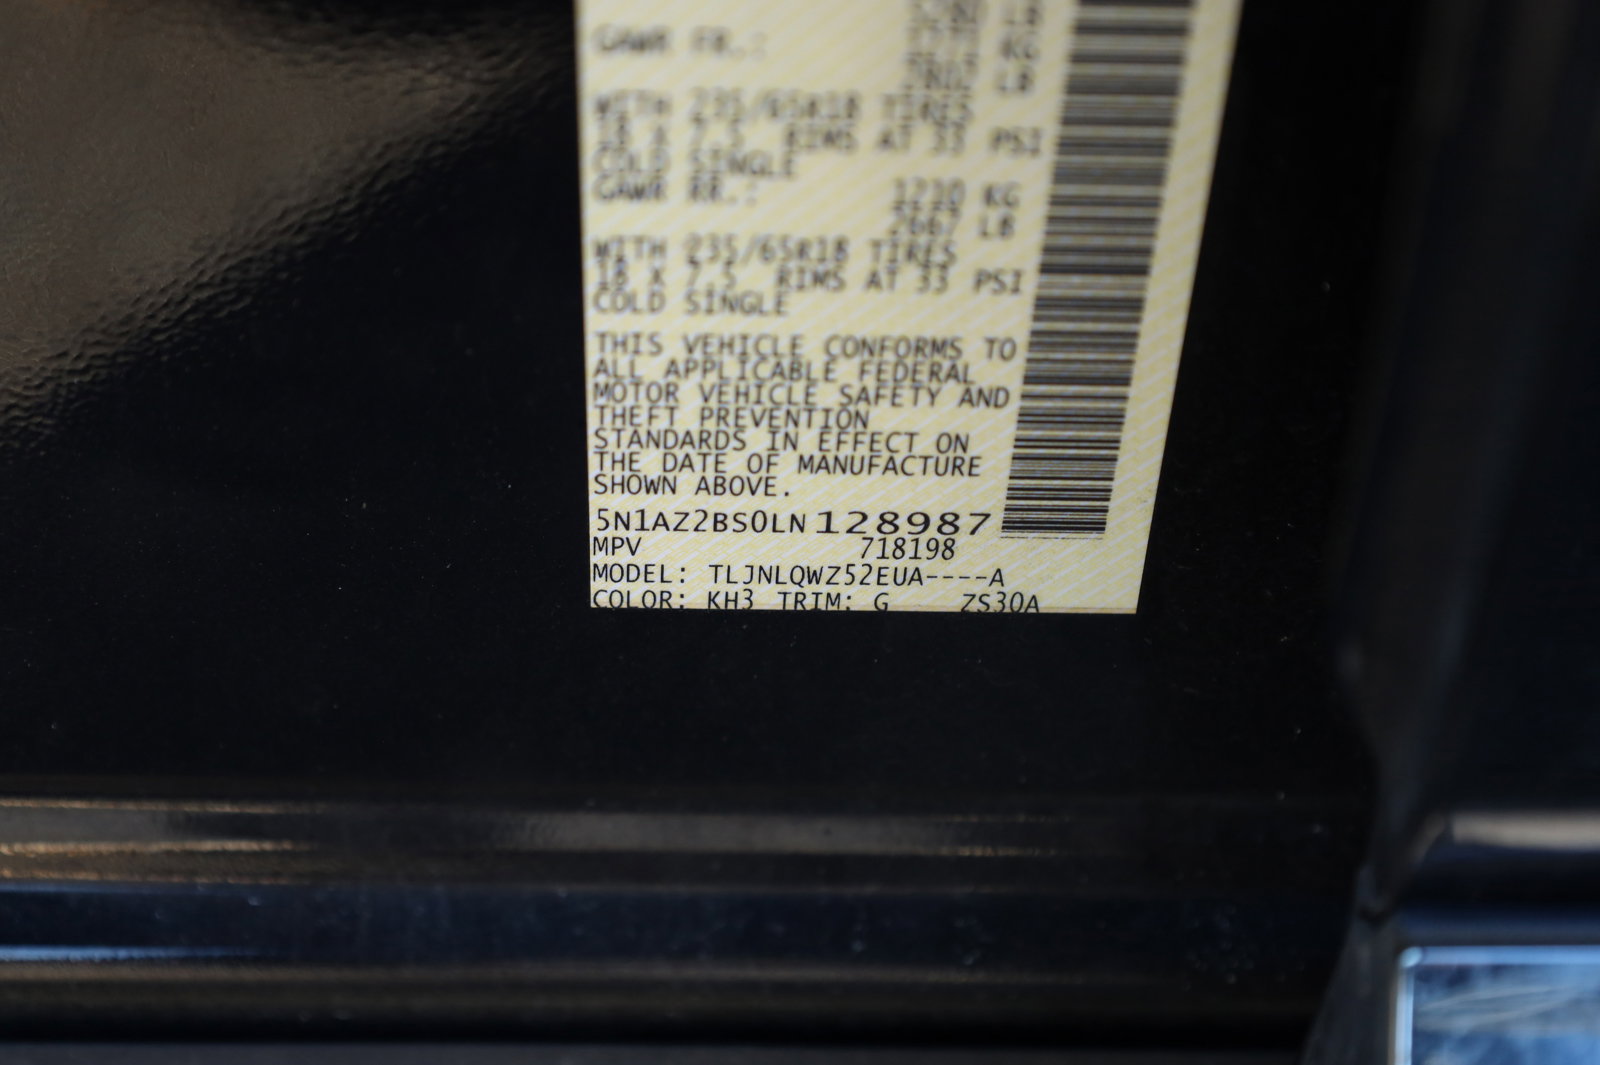 GAWR FR.:
KG
LB
WITH 235/65R18 TIRES
18 X 7.5 RIMS AT 33 PSI
COLD SINGLE
GAWR RR.: 1210 KG
2667 LB
WITH 235/65R18 TIRES
18 X 7.5 RIMS AT 33 PSI
COLD SINGLE
THIS VEHICLE CONFORMS TO
ALL APPLICABLE FEDERAL
MOTOR VEHICLE SAFETY AND
THEFT PREVENTION
STANDARDS IN EFFECT ON
THE DATE OF MANUFACTURE
SHOWN ABOVE.
5N1AZ2BS0LN128987
MPV 718198
MODEL: TLJNLQWZ52EUA----A
COLOR: KH3 TRIM: G ZS30A